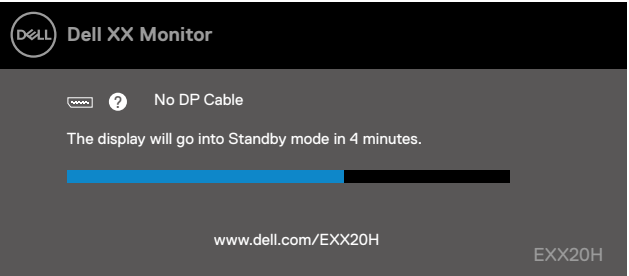 DELL Dell XX Monitor
? No DP Cable
The display will go into Standby mode in 4 minutes.
www.dell.com/EXX20H
EXX20H